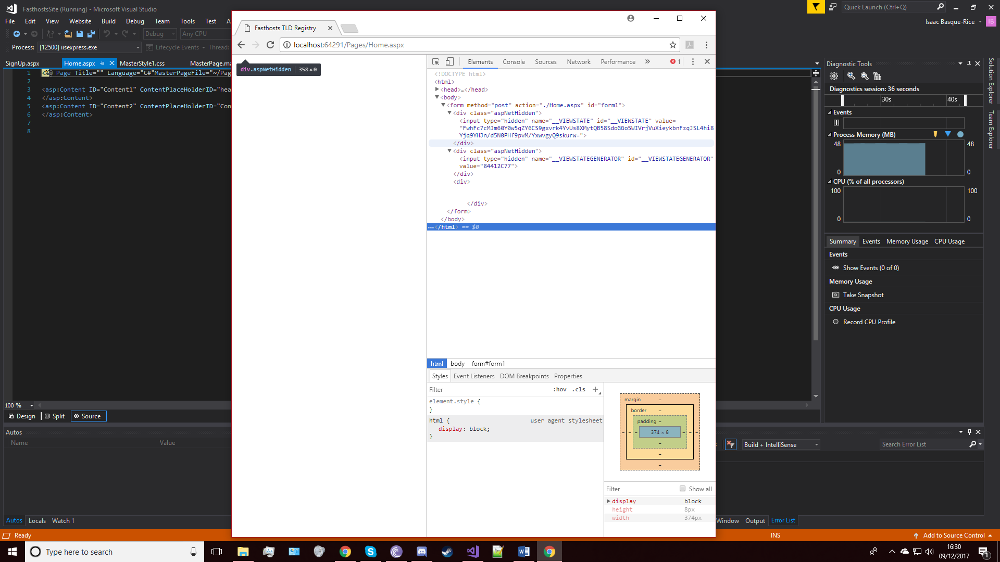 FasthostsSite (Running) - Microsoft Visual Studio
Quick Launch (Ctrl+Q)
File Edit View Website Build Debug Team Tools Test A
Isaac Basque-Rice IB
Debug Any CPU
Process: [12500] iisexpress.exe Lifecycle Events Thread:
SignUp.aspx Home.aspx MasterStyle1.css MasterPage.ma
1 <%@ Page Title="" Language="C#"MasterPageFile="~/Pag
2
3 <asp:Content ID="Content1" ContentPlaceHolderID="hea
4 </asp:Content>
5 <asp:Content ID="Content2" ContentPlaceHolderID="Con
6 </asp:Content>
7
8
100 %
Design Split Source
Autos
Name Value
Autos Locals Watch 1
Ready
Fasthosts TLD Registry
localhost:64291/Pages/Home.aspx
div.aspNetHidden 358 × 0
Elements Console Sources Network Performance » 1
<!DOCTYPE html>
<html>
<head>…</head>
<body>
<form method="post" action="./Home.aspx" id="form1">
<div class="aspNetHidden">
<input type="hidden" name="__VIEWSTATE" id="__VIEWSTATE" value=
"FwhFc7cMJm60Y0w5qZY6CS9gxvrk4YvUs8XMytQB58SdoGGo5WIVrjVuXieykbnFzqJSL4hi8
Yjq9YHJn/d5N0PHf9pvM/YxwvgyQ9skurw=">
</div>
<div class="aspNetHidden">
<input type="hidden" name="__VIEWSTATEGENERATOR" id="__VIEWSTATEGENERATOR"
value="84412C77">
</div>
<div>
</div>
</form>
</body>
…</html> == $0
html body form#form1
Styles Event Listeners DOM Breakpoints Properties
Filter :hov .cls +
element.style {
}
html { user agent stylesheet
display: block;
}
margin –
border –
padding –
– – – 374 × 8 – – –
–
–
–
Filter Show all
display block
height 8px
width 374px
Diagnostic Tools
Diagnostics session: 36 seconds
30s 40s
Events
Process Memory (MB)
48 48
0 0
CPU (% of all processors)
100 100
0 0
Summary Events Memory Usage CPU Usage
Events
Show Events (0 of 0)
Memory Usage
Take Snapshot
CPU Usage
Record CPU Profile
Solution Explorer
Team Explorer
Build + IntelliSense
Search Error List
Window Output Error List
INS
Add to Source Control
Type here to search
16:30
09/12/2017
1